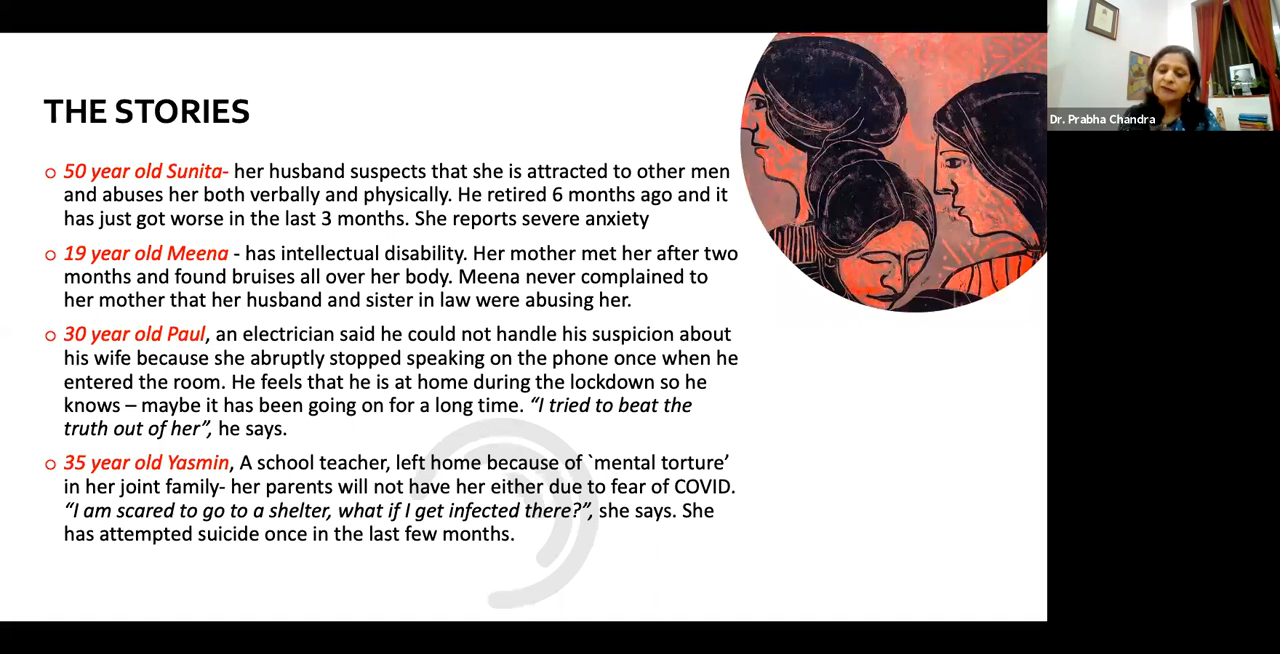 THE STORIES
Dr. Prabha Chandra
o 50 year old Sunita- her husband suspects that she is attracted to other men
and abuses her both verbally and physically. He retired 6 months ago and it
has just got worse in the last 3 months. She reports severe anxiety
o 19 year old Meena - has intellectual disability. Her mother met her after two
months and found bruises all over her body. Meena never complained to
her mother that her husband and sister in law were abusing her.
o 30 year old Paul, an electrician said he could not handle his suspicion about
his wife because she abruptly stopped speaking on the phone once when he
entered the room. He feels that he is at home during the lockdown so he
knows – maybe it has been going on for a long time. “I tried to beat the
truth out of her”, he says.
o 35 year old Yasmin, A school teacher, left home because of `mental torture’
in her joint family- her parents will not have her either due to fear of COVID.
“I am scared to go to a shelter, what if I get infected there?”, she says. She
has attempted suicide once in the last few months.